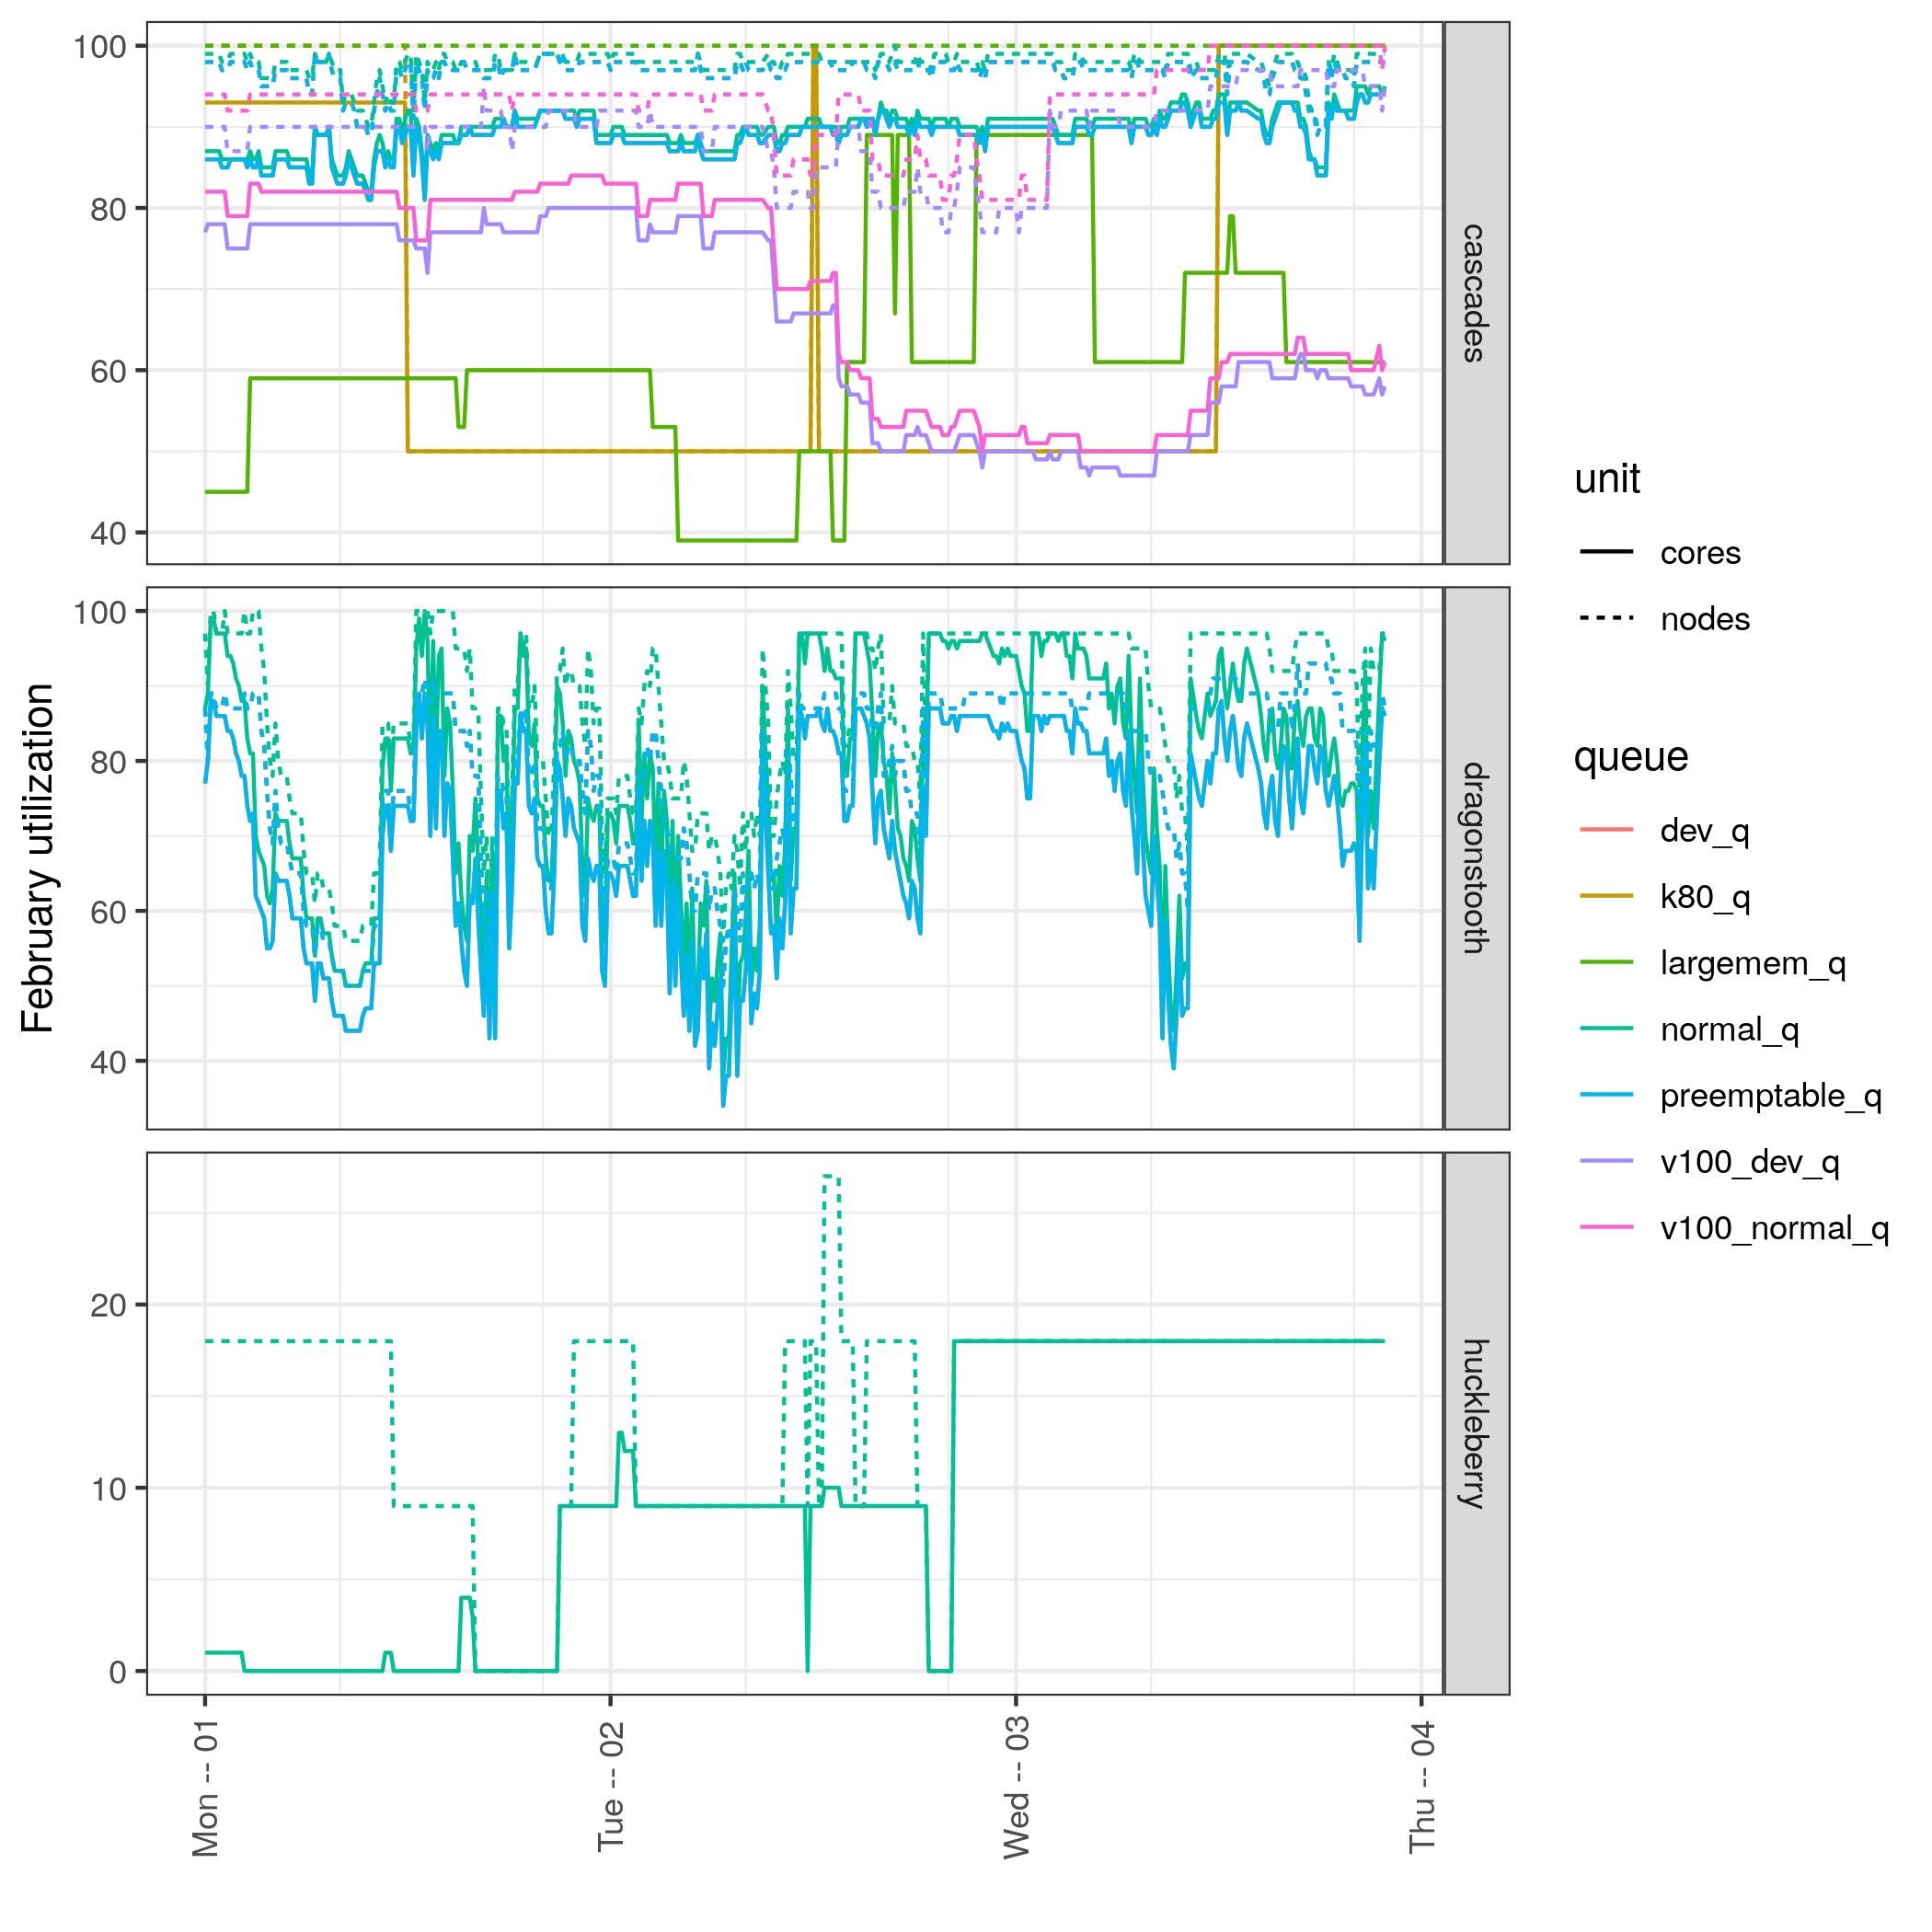 February utilization
100
80
60
40
cascades
100
80
60
40
dragonstooth
20
10
0
huckleberry
Mon -- 01
Tue -- 02
Wed -- 03
Thu -- 04
unit
cores
nodes
queue
dev_q
k80_q
largemem_q
normal_q
preemptable_q
v100_dev_q
v100_normal_q